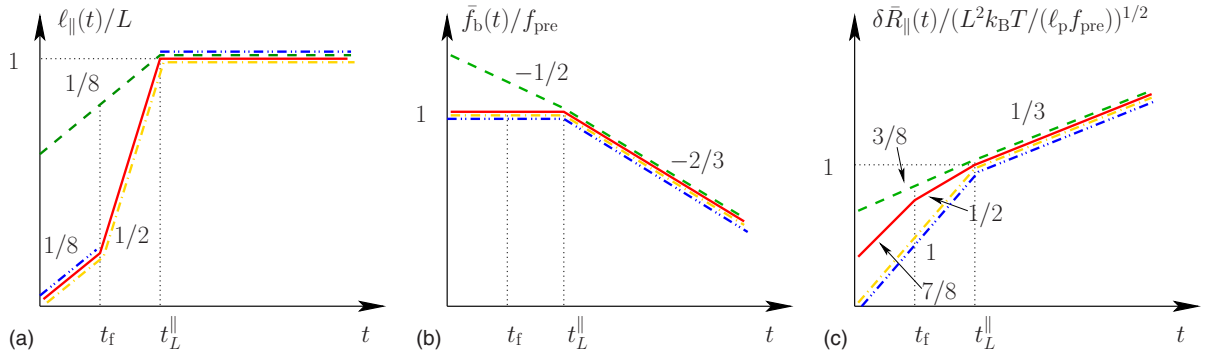 ℓ∥(t)/L
1
1/8
1/8
1/2
(a)
t_f
t_L^∥
t
f̄_b(t)/f_pre
−1/2
1
−2/3
(b)
t_f
t_L^∥
t
δR̄∥(t)/(L²k_BT/(ℓ_p f_pre))^{1/2}
1/3
3/8
1
1/2
1
7/8
(c)
t_f
t_L^∥
t